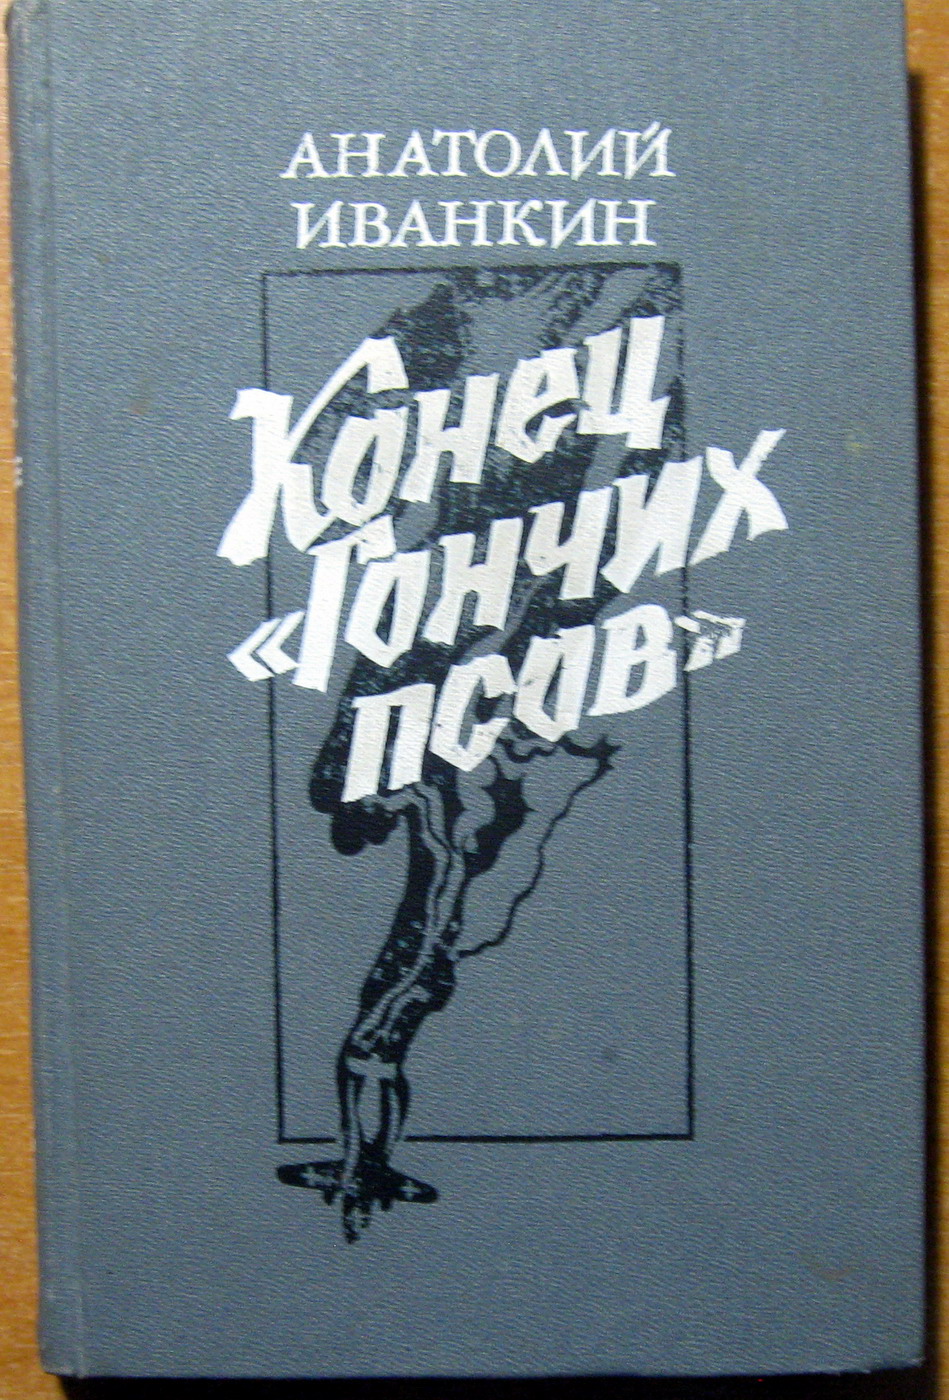 АНАТОЛИЙ
ИВАНКИН
Конец
«Гончих
псов»